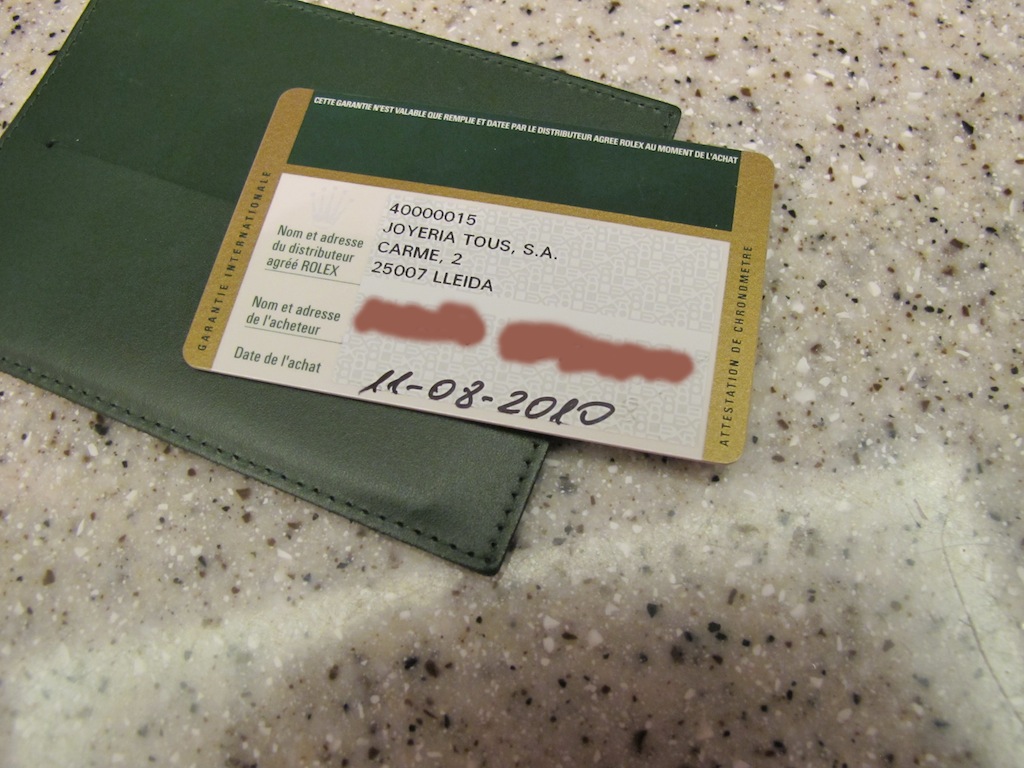 CETTE GARANTIE N'EST VALABLE QUE REMPLIE ET DATEE PAR LE DISTRIBUTEUR AGREE ROLEX AU MOMENT DE L'ACHAT
GARANTIE INTERNATIONALE
Nom et adresse
du distributeur
agréé ROLEX
40000015
JOYERIA TOUS, S.A.
CARME, 2
25007 LLEIDA
Nom et adresse
de l'acheteur
Date de l'achat
11-08-2010
ATTESTATION DE CHRONOMETRE